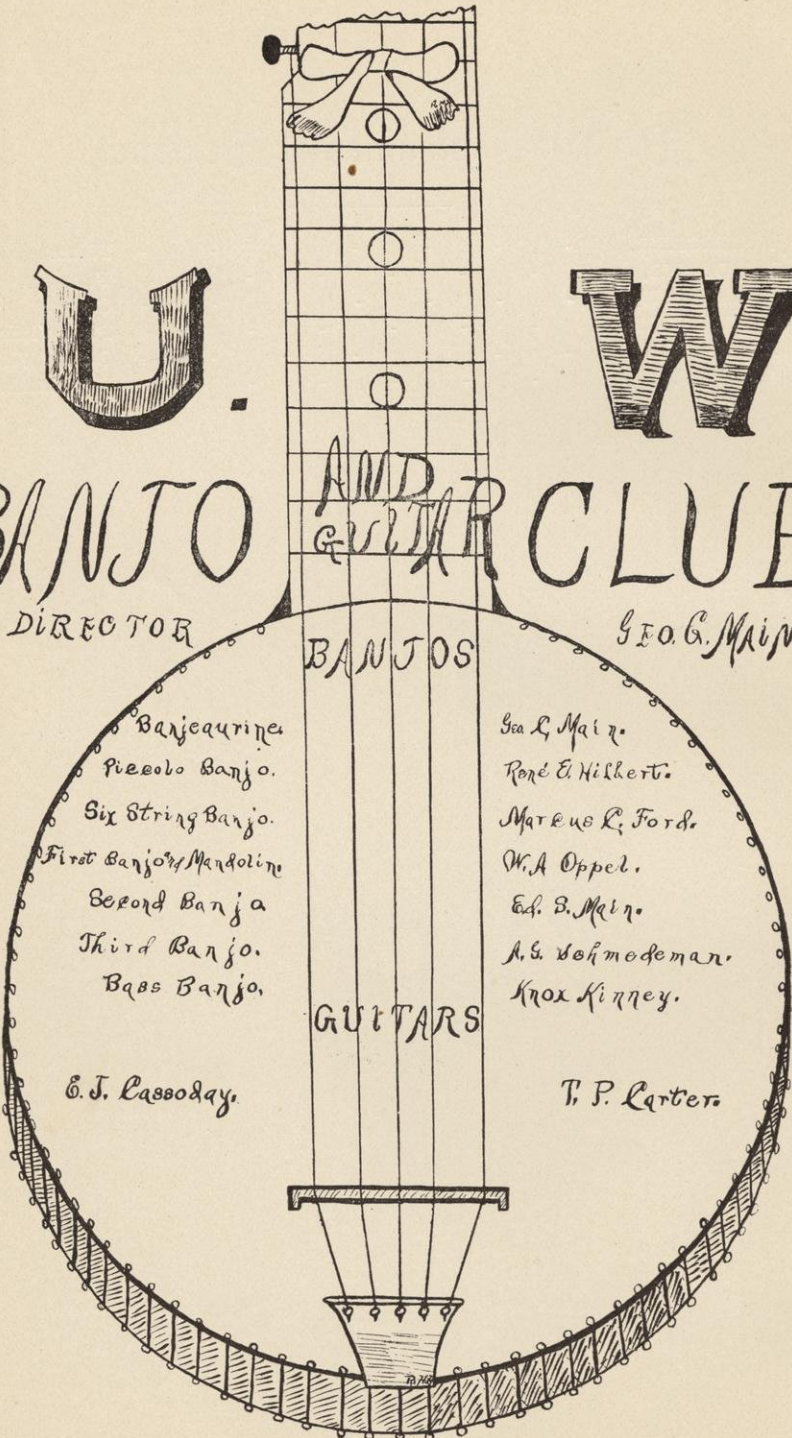 U. W
BANJO AND GUITAR CLUB
DIRECTOR GEO. G. MAIN
BANJOS
Banjeaurine. Geo. G. Main.
Piccolo Banjo. René E. Hilbert.
Six String Banjo. Marcus C. Ford.
First Banjo and Mandolin. W. A Oppel.
Second Banjo Ed. S. Main.
Third Banjo. A. G. Schmedeman.
Bass Banjo. Knox Kinney.
GUITARS
E. J. Cassoday. T. P. Carter.